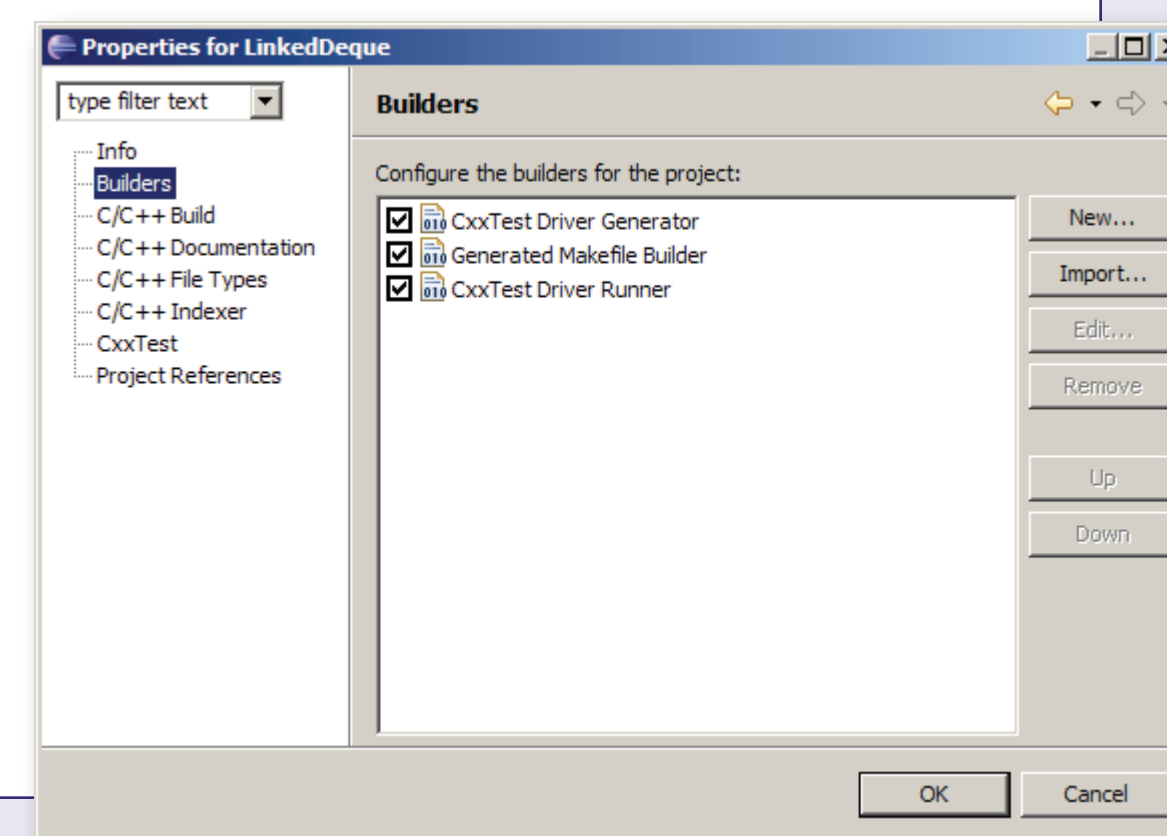 Properties for LinkedDeque
type filter text
Info
Builders
C/C++ Build
C/C++ Documentation
C/C++ File Types
C/C++ Indexer
CxxTest
Project References
Builders
Configure the builders for the project:
CxxTest Driver Generator
Generated Makefile Builder
CxxTest Driver Runner
New...
Import...
Edit...
Remove
Up
Down
OK
Cancel